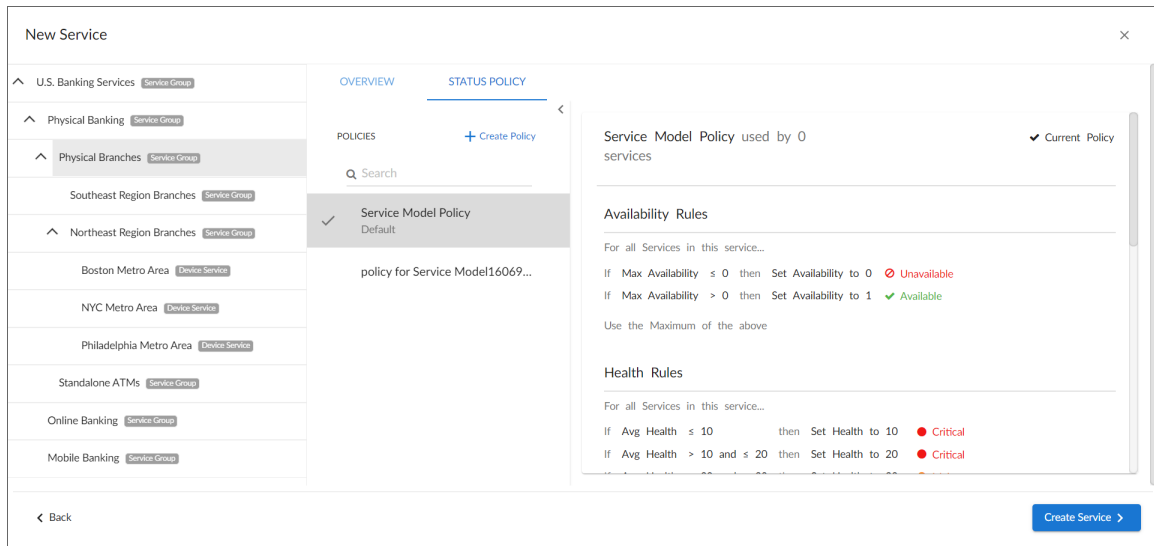 New Service
U.S. Banking Services Service Group
Physical Banking Service Group
Physical Branches Service Group
Southeast Region Branches Service Group
Northeast Region Branches Service Group
Boston Metro Area Device Service
NYC Metro Area Device Service
Philadelphia Metro Area Device Service
Standalone ATMs Service Group
Online Banking Service Group
Mobile Banking Service Group
OVERVIEW STATUS POLICY
POLICIES + Create Policy
Search
Service Model Policy
Default
policy for Service Model16069...
Service Model Policy used by 0
services
Current Policy
Availability Rules
For all Services in this service...
If Max Availability ≤ 0 then Set Availability to 0 Unavailable
If Max Availability > 0 then Set Availability to 1 Available
Use the Maximum of the above
Health Rules
For all Services in this service...
If Avg Health ≤ 10 then Set Health to 10 Critical
If Avg Health > 10 and ≤ 20 then Set Health to 20 Critical
Back
Create Service